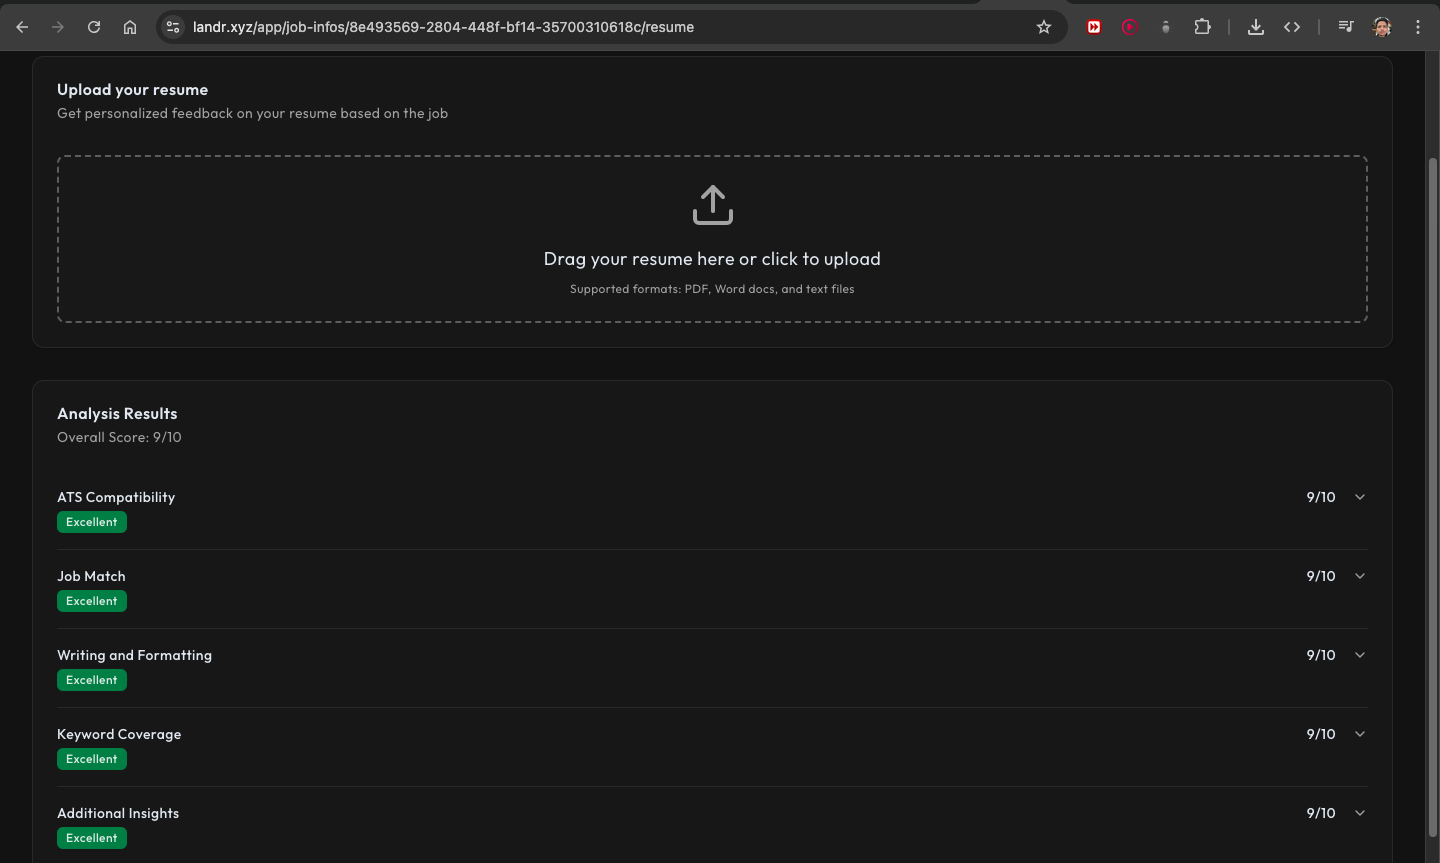 landr.xyz/app/job-infos/8e493569-2804-448f-bf14-35700310618c/resume
Upload your resume
Get personalized feedback on your resume based on the job
Drag your resume here or click to upload
Supported formats: PDF, Word docs, and text files
Analysis Results
Overall Score: 9/10
ATS Compatibility 9/10
Excellent
Job Match 9/10
Excellent
Writing and Formatting 9/10
Excellent
Keyword Coverage 9/10
Excellent
Additional Insights 9/10
Excellent